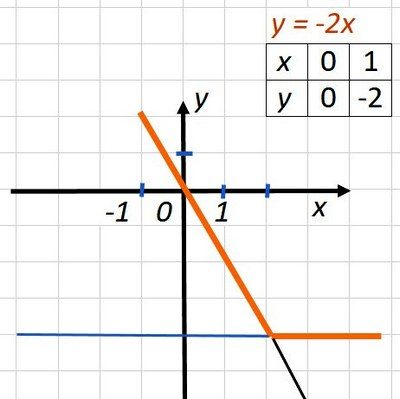 y = -2x
x 0 1
y 0 -2
y
-1 0 1 x